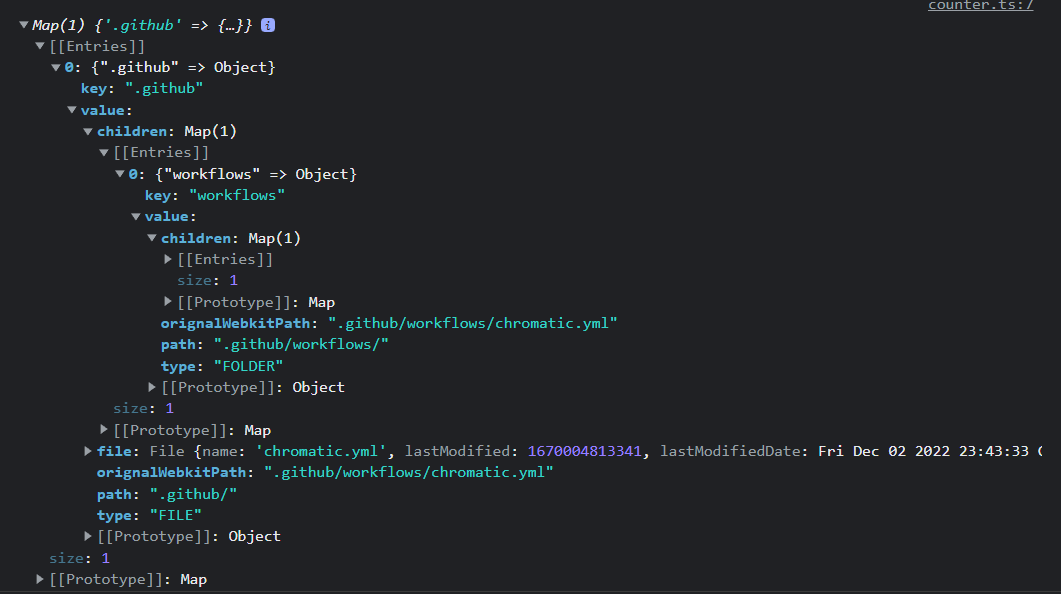 counter.ts:7
Map(1) {'.github' => {…}} i
[[Entries]]
0: {".github" => Object}
key: ".github"
value:
children: Map(1)
[[Entries]]
0: {"workflows" => Object}
key: "workflows"
value:
children: Map(1)
[[Entries]]
size: 1
[[Prototype]]: Map
orignalWebkitPath: ".github/workflows/chromatic.yml"
path: ".github/workflows/"
type: "FOLDER"
[[Prototype]]: Object
size: 1
[[Prototype]]: Map
file: File {name: 'chromatic.yml', lastModified: 1670004813341, lastModifiedDate: Fri Dec 02 2022 23:43:33
orignalWebkitPath: ".github/workflows/chromatic.yml"
path: ".github/"
type: "FILE"
[[Prototype]]: Object
size: 1
[[Prototype]]: Map